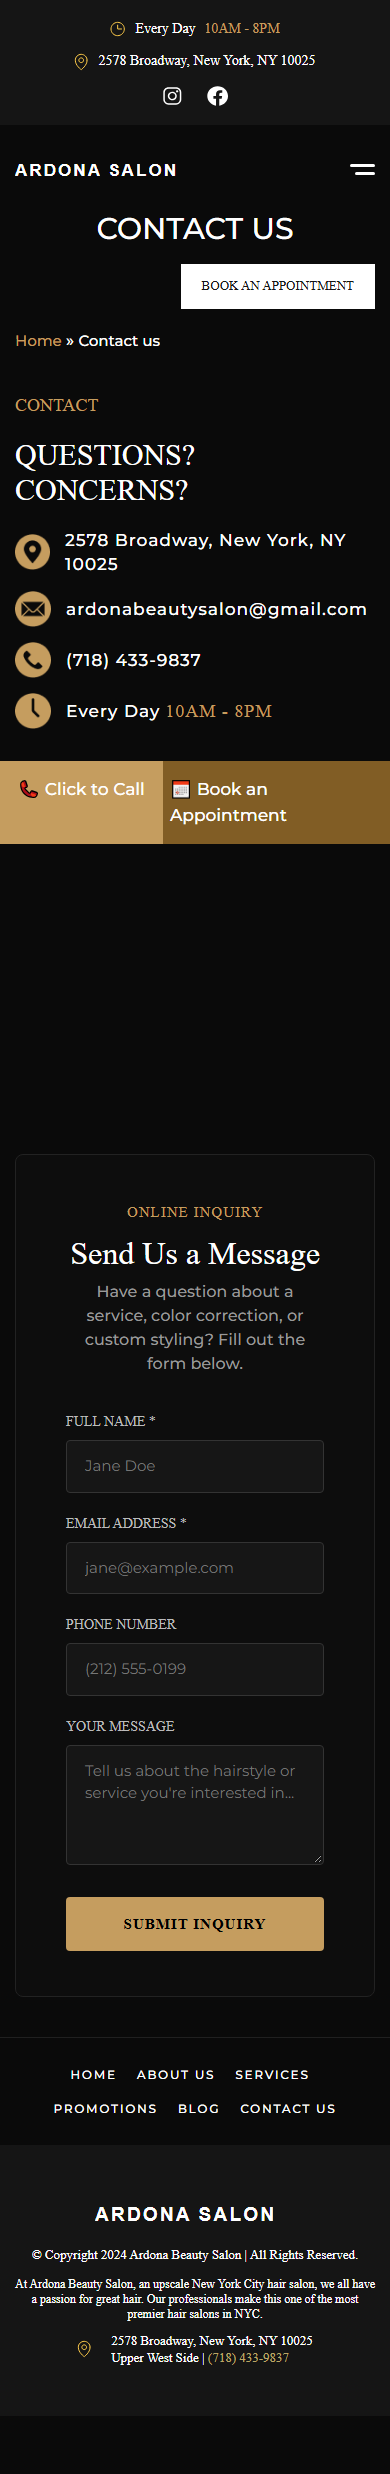 Every Day 10AM - 8PM
2578 Broadway, New York, NY 10025
ARDONA SALON
CONTACT US
BOOK AN APPOINTMENT
Home » Contact us
CONTACT
QUESTIONS?
CONCERNS?
2578 Broadway, New York, NY
10025
ardonabeautysalon@gmail.com
(718) 433-9837
Every Day 10AM - 8PM
Click to Call
Book an
Appointment
ONLINE INQUIRY
Send Us a Message
Have a question about a
service, color correction, or
custom styling? Fill out the
form below.
FULL NAME *
Jane Doe
EMAIL ADDRESS *
jane@example.com
PHONE NUMBER
(212) 555-0199
YOUR MESSAGE
Tell us about the hairstyle or
service you're interested in...
SUBMIT INQUIRY
HOME ABOUT US SERVICES
PROMOTIONS BLOG CONTACT US
ARDONA SALON
© Copyright 2024 Ardona Beauty Salon | All Rights Reserved.
At Ardona Beauty Salon, an upscale New York City hair salon, we all have
a passion for great hair. Our professionals make this one of the most
premier hair salons in NYC.
2578 Broadway, New York, NY 10025
Upper West Side | (718) 433-9837